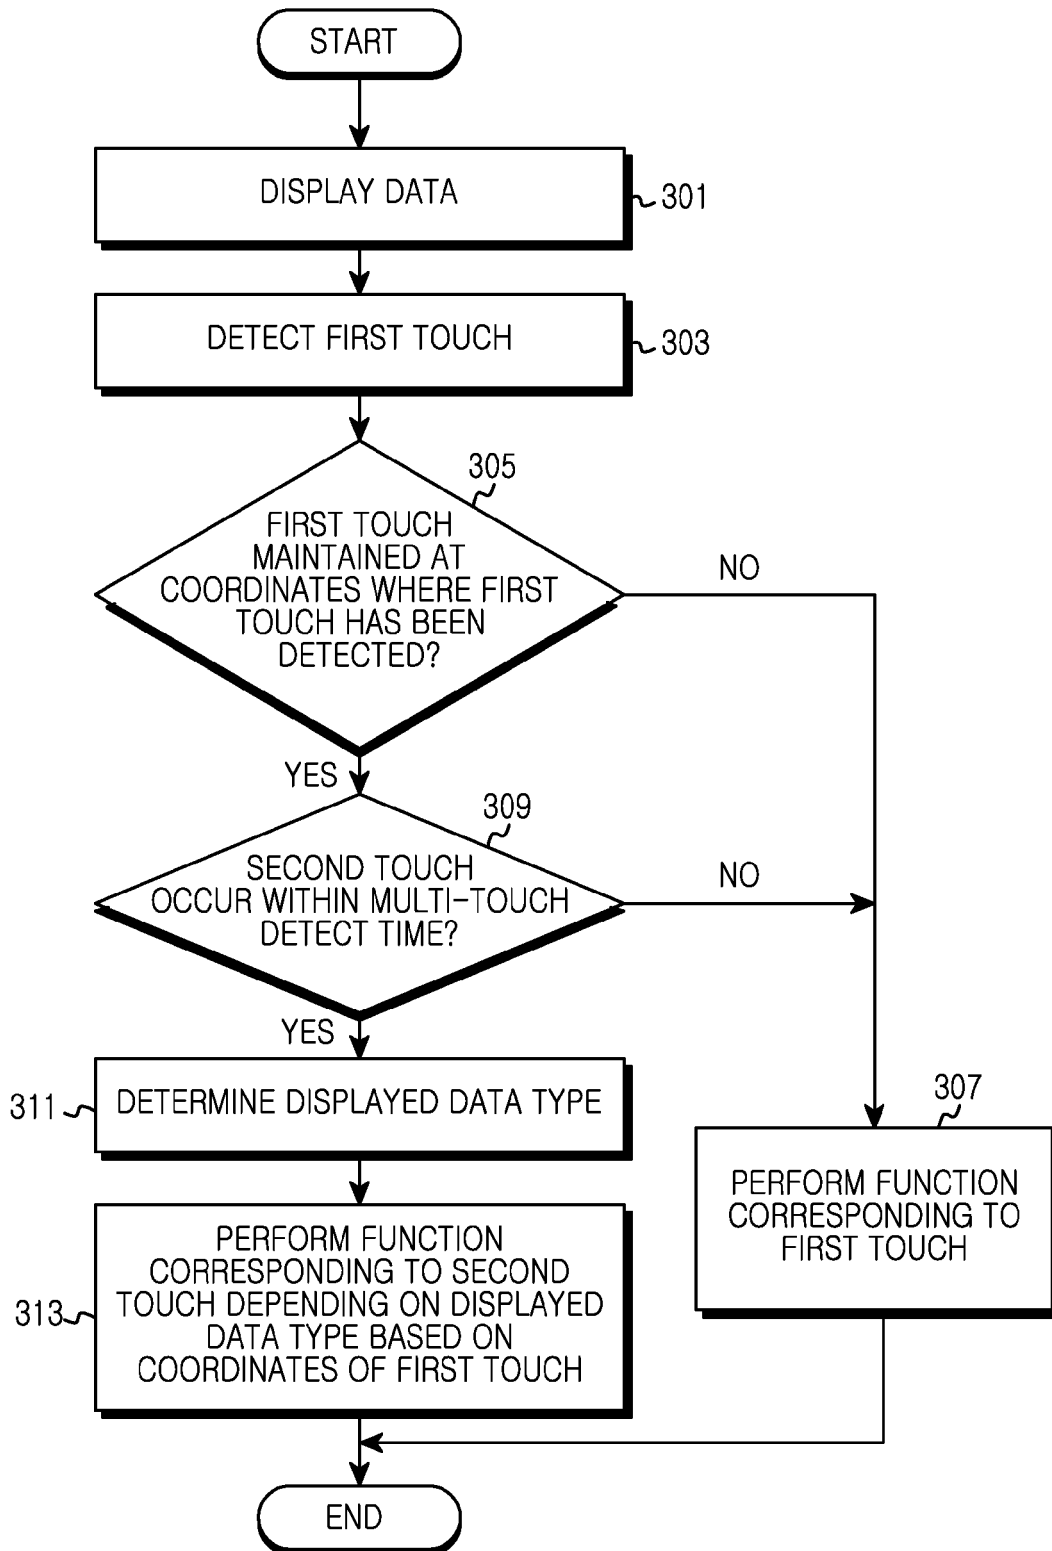 START
DISPLAY DATA
301
DETECT FIRST TOUCH
303
305
FIRST TOUCH
MAINTAINED AT
COORDINATES WHERE FIRST
TOUCH HAS BEEN
DETECTED?
NO
YES
309
SECOND TOUCH
OCCUR WITHIN MULTI-TOUCH
DETECT TIME?
NO
YES
311
DETERMINE DISPLAYED DATA TYPE
307
PERFORM FUNCTION
CORRESPONDING TO
FIRST TOUCH
313
PERFORM FUNCTION
CORRESPONDING TO SECOND
TOUCH DEPENDING ON DISPLAYED
DATA TYPE BASED ON
COORDINATES OF FIRST TOUCH
END